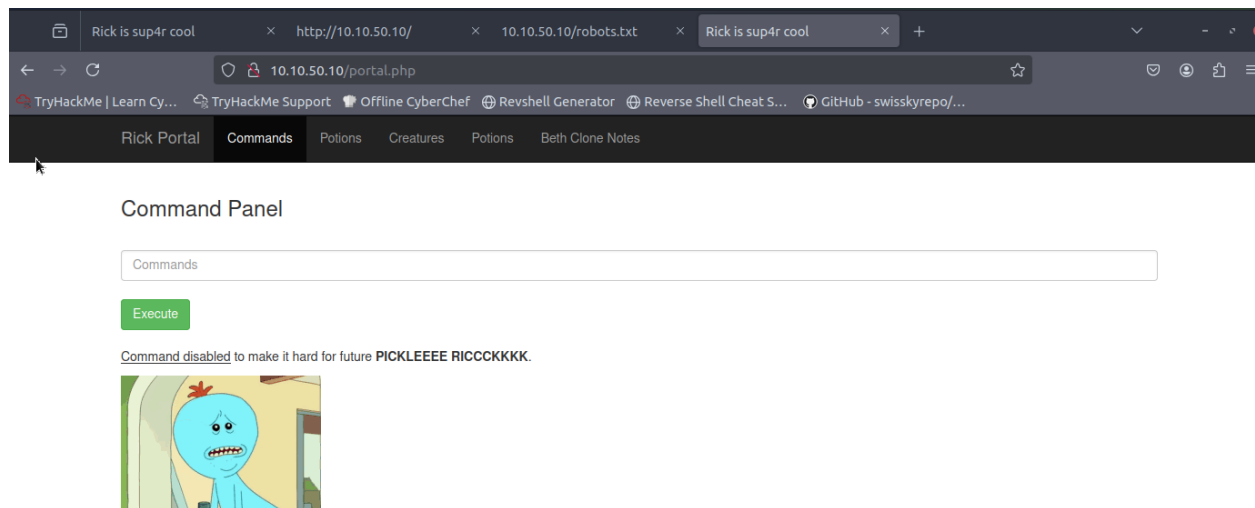 Rick is sup4r cool × http://10.10.50.10/ × 10.10.50.10/robots.txt × Rick is sup4r cool × +
10.10.50.10/portal.php
TryHackMe | Learn Cy... TryHackMe Support Offline CyberChef Revshell Generator Reverse Shell Cheat S... GitHub - swisskyrepo/...
Rick Portal Commands Potions Creatures Potions Beth Clone Notes
Command Panel
Commands
Execute
Command disabled to make it hard for future PICKLEEEE RICCCKKKK.